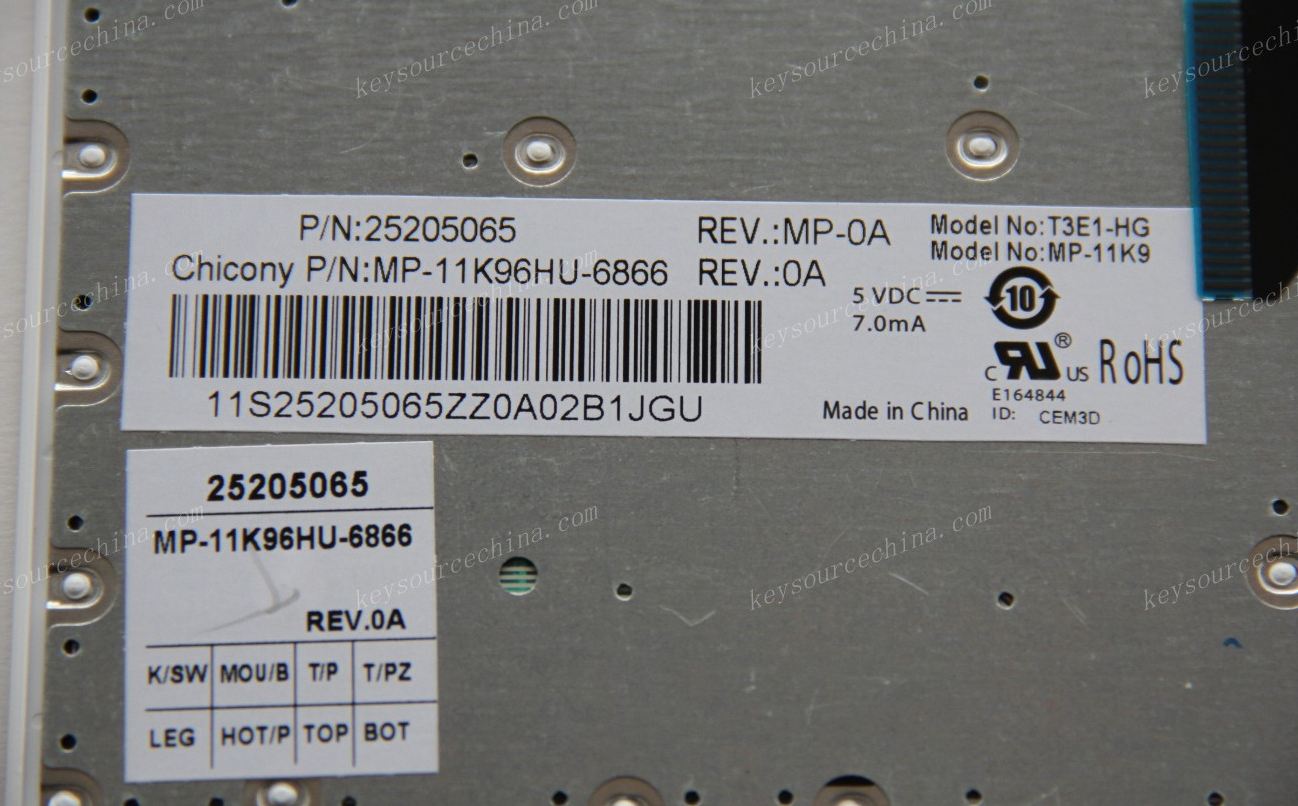 P/N:25205065
REV.:MP-0A
Model No:T3E1-HG
Chicony P/N:MP-11K96HU-6866
REV.:0A
Model No:MP-11K9
5 VDC
7.0mA
10
11S25205065ZZ0A02B1JGU
Made in China
C RU ® US
RoHS
E164844
ID: CEM3D
25205065
MP-11K96HU-6866
REV.0A
K/SW MOU/B T/P T/PZ
LEG HOT/P TOP BOT
keysourcechina.com